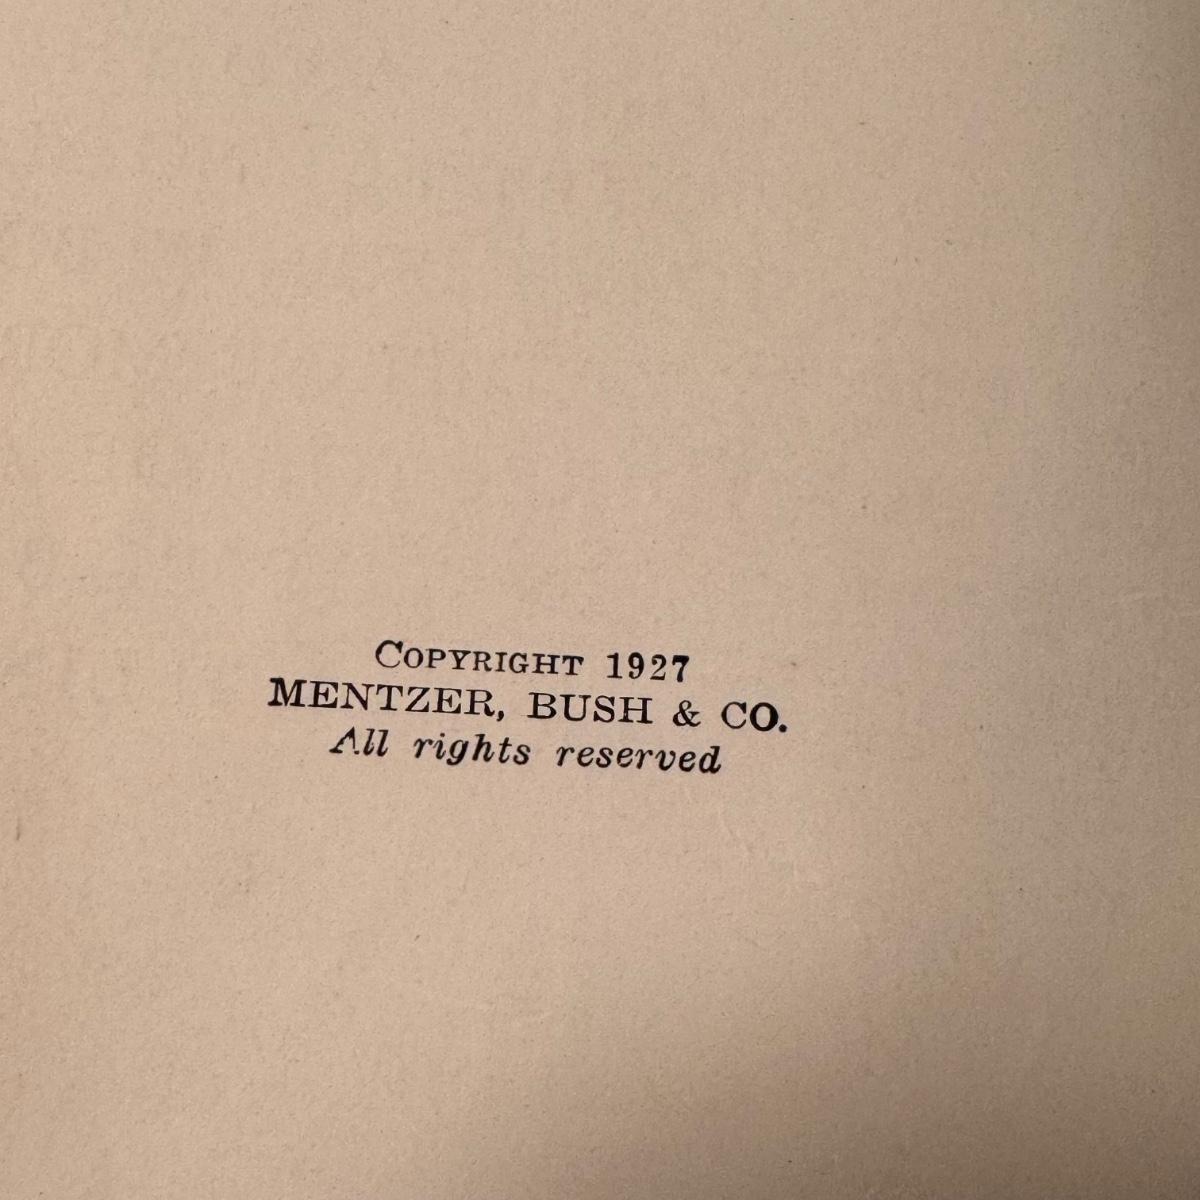 COPYRIGHT 1927
MENTZER, BUSH & CO.
All rights reserved